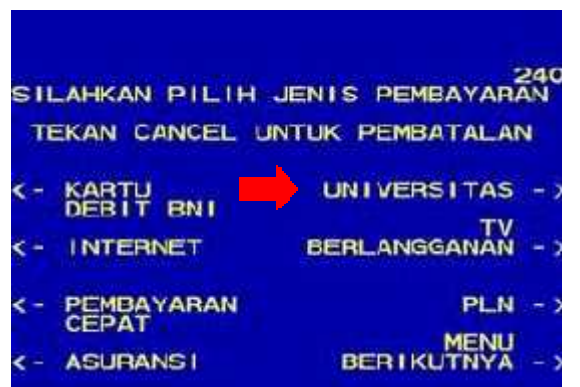 240
SILAHKAN PILIH JENIS PEMBAYARAN
TEKAN CANCEL UNTUK PEMBATALAN
<- KARTU DEBIT BNI
UNIVERSITAS ->
<- INTERNET
TV BERLANGGANAN ->
<- PEMBAYARAN CEPAT
PLN ->
<- ASURANSI
MENU BERIKUTNYA ->